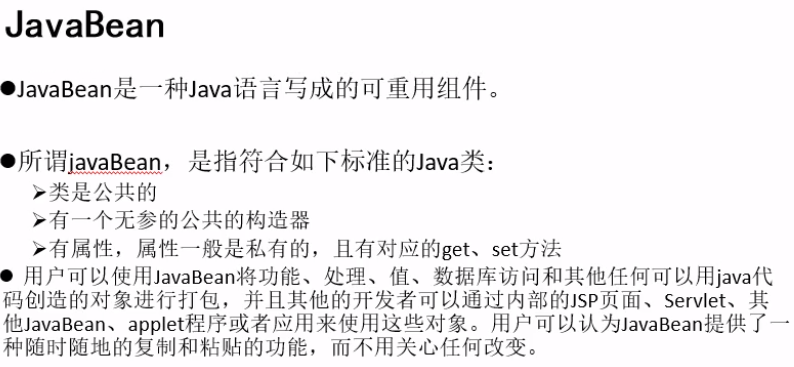 JavaBean
●JavaBean是一种Java语言写成的可重用组件。
●所谓javaBean，是指符合如下标准的Java类：
➢类是公共的
➢有一个无参的公共的构造器
➢有属性，属性一般是私有的，且有对应的get、set方法
● 用户可以使用JavaBean将功能、处理、值、数据库访问和其他任何可以用java代
码创造的对象进行打包，并且其他的开发者可以通过内部的JSP页面、Servlet、其
他JavaBean、applet程序或者应用来使用这些对象。用户可以认为JavaBean提供了一
种随时随地的复制和粘贴的功能，而不用关心任何改变。